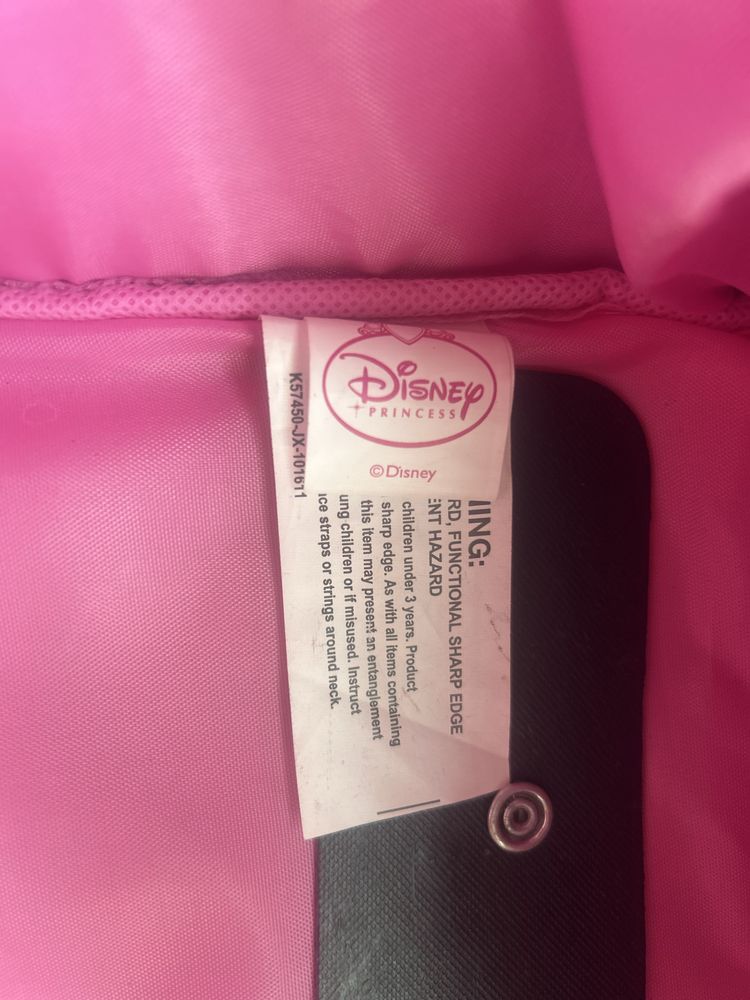 Disney
PRINCESS
©Disney
K57450-JX-101611
ING:
RD, FUNCTIONAL SHARP EDGE
ENT HAZARD
children under 3 years. Product
sharp edge. As with all items containing
this item may present an entanglement
ung children or if misused. Instruct
ce straps or strings around neck.